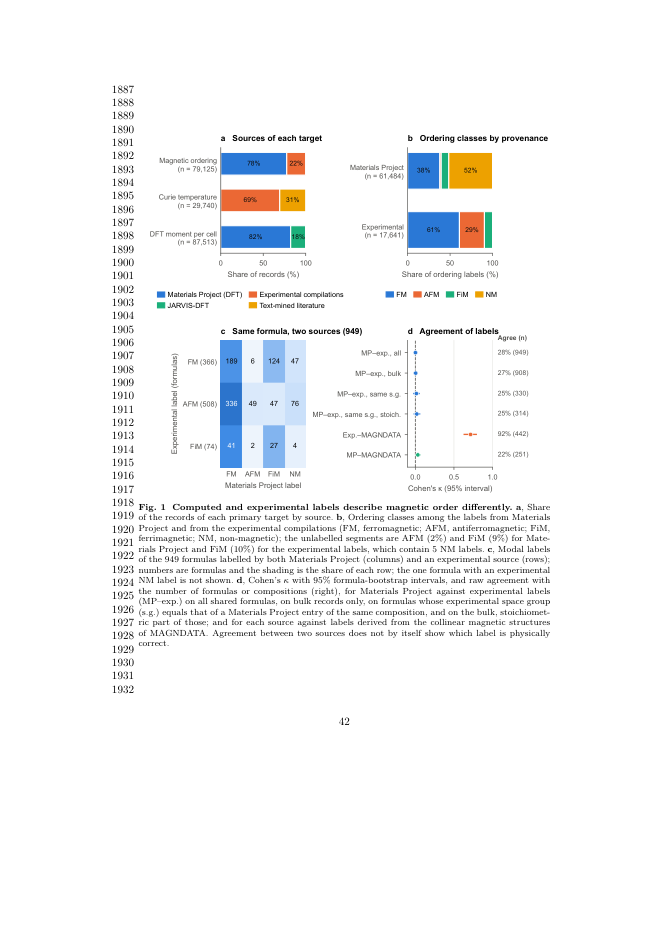 1887
1888
1889
1890
1891
1892
1893
1894
1895
1896
1897
1898
1899
1900
1901
1902
1903
1904
1905
1906
1907
1908
1909
1910
1911
1912
1913
1914
1915
1916
1917
1918
1919
1920
1921
1922
1923
1924
1925
1926
1927
1928
1929
1930
1931
1932
a Sources of each target
Magnetic ordering
(n = 79,125)
78% 22%
Curie temperature
(n = 29,740)
69% 31%
DFT moment per cell
(n = 87,513)
82% 18%
0 50 100
Share of records (%)
Materials Project (DFT) Experimental compilations
JARVIS-DFT Text-mined literature
b Ordering classes by provenance
Materials Project
(n = 61,484)
38% 52%
Experimental
(n = 17,641)
61% 29%
0 50 100
Share of ordering labels (%)
FM AFM FiM NM
c Same formula, two sources (949)
Experimental label (formulas)
FM (366) 189 6 124 47
AFM (508) 336 49 47 76
FiM (74) 41 2 27 4
FM AFM FiM NM
Materials Project label
d Agreement of labels
Agree (n)
MP–exp., all 28% (949)
MP–exp., bulk 27% (908)
MP–exp., same s.g. 25% (330)
MP–exp., same s.g., stoich. 25% (314)
Exp.–MAGNDATA 92% (442)
MP–MAGNDATA 22% (251)
0.0 0.5 1.0
Cohen's κ (95% interval)
Fig. 1 Computed and experimental labels describe magnetic order differently. a, Share
of the records of each primary target by source. b, Ordering classes among the labels from Materials
Project and from the experimental compilations (FM, ferromagnetic; AFM, antiferromagnetic; FiM,
ferrimagnetic; NM, non-magnetic); the unlabelled segments are AFM (2%) and FiM (9%) for Mate-
rials Project and FiM (10%) for the experimental labels, which contain 5 NM labels. c, Modal labels
of the 949 formulas labelled by both Materials Project (columns) and an experimental source (rows);
numbers are formulas and the shading is the share of each row; the one formula with an experimental
NM label is not shown. d, Cohen's κ with 95% formula-bootstrap intervals, and raw agreement with
the number of formulas or compositions (right), for Materials Project against experimental labels
(MP–exp.) on all shared formulas, on bulk records only, on formulas whose experimental space group
(s.g.) equals that of a Materials Project entry of the same composition, and on the bulk, stoichiomet-
ric part of those; and for each source against labels derived from the collinear magnetic structures
of MAGNDATA. Agreement between two sources does not by itself show which label is physically
correct.
42